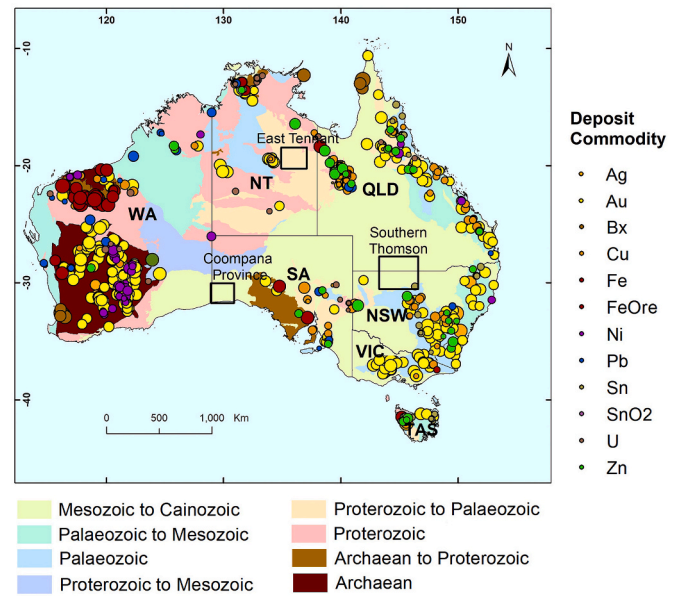 120
130
140
150
-10
-20
-30
-40
N
East Tennant
NT
QLD
WA
Southern
Thomson
Coompana
Province
SA
NSW
VIC
TAS
0 500 1,000 Km
Deposit
Commodity
Ag
Au
Bx
Cu
Fe
FeOre
Ni
Pb
Sn
SnO2
U
Zn
Mesozoic to Cainozoic
Palaeozoic to Mesozoic
Palaeozoic
Proterozoic to Mesozoic
Proterozoic to Palaeozoic
Proterozoic
Archaean to Proterozoic
Archaean